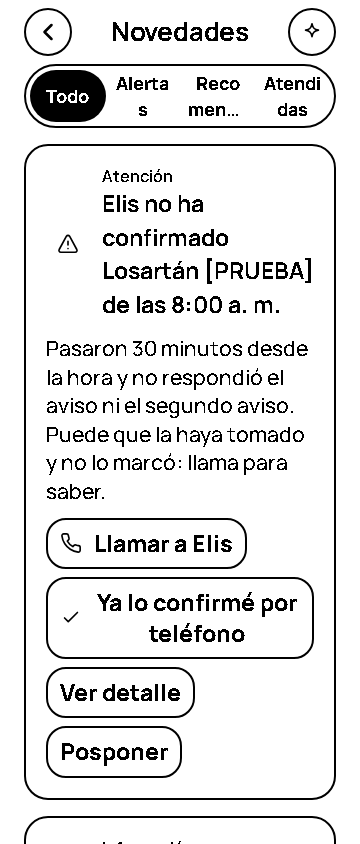 Novedades
Todo
Alerta
s
Reco
men...
Atendi
das
Atención
Elis no ha
confirmado
Losartán [PRUEBA]
de las 8:00 a. m.
Pasaron 30 minutos desde
la hora y no respondió el
aviso ni el segundo aviso.
Puede que la haya tomado
y no lo marcó: llama para
saber.
Llamar a Elis
Ya lo confirmé por
teléfono
Ver detalle
Posponer